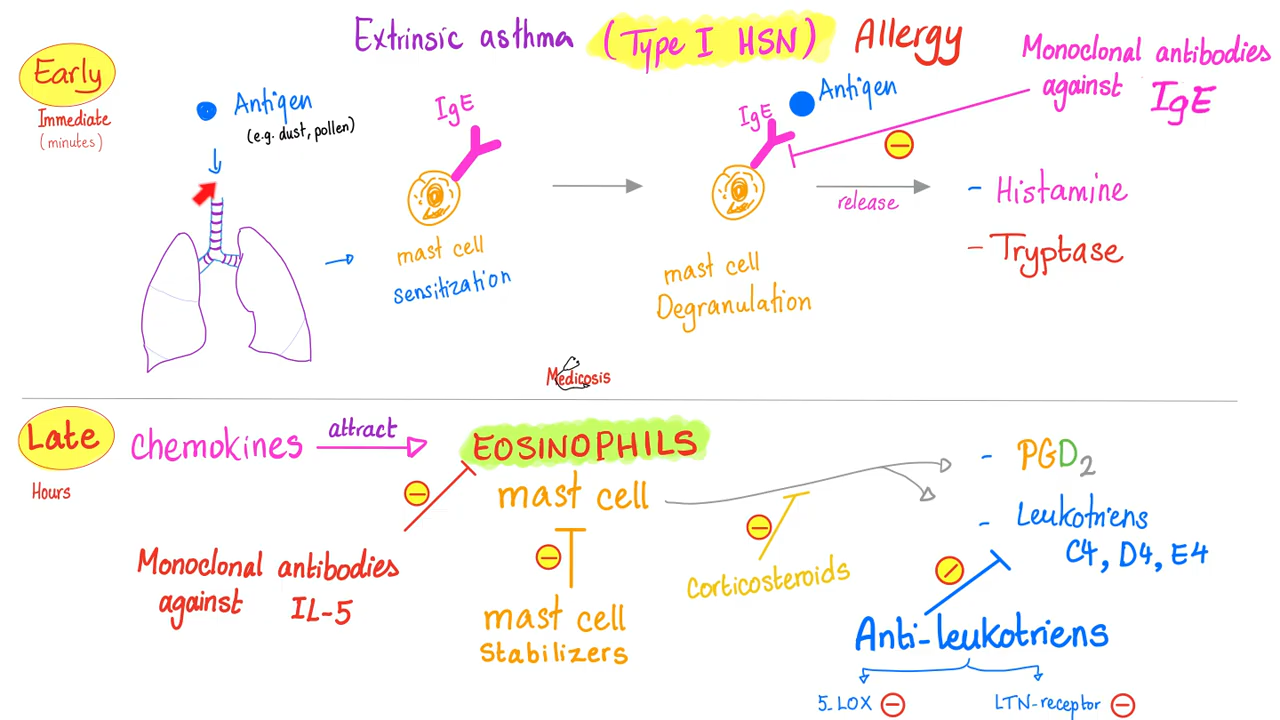 Extrinsic asthma (Type I HSN) Allergy
Early
Immediate
(minutes)
Antigen
(e.g. dust, pollen)
IgE
mast cell
sensitization
IgE
Antigen
mast cell
Degranulation
release
Monoclonal antibodies
against IgE
- Histamine
- Tryptase
Medicosis
Late
Hours
Chemokines
attract
EOSINOPHILS
mast cell
Monoclonal antibodies
against IL-5
mast cell
stabilizers
Corticosteroids
- PGD2
- Leukotriens
C4, D4, E4
Anti-leukotriens
5-LOX
LTN-receptor